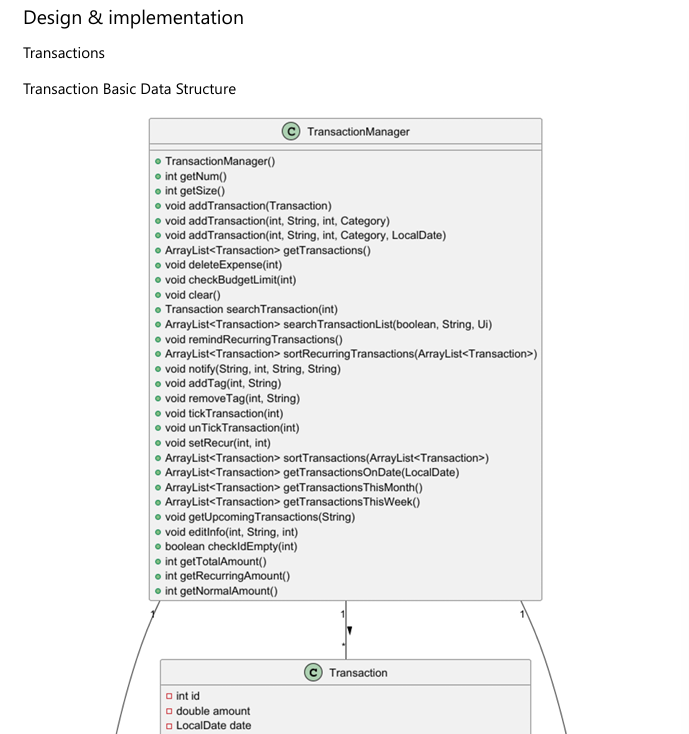 Design & implementation
Transactions
Transaction Basic Data Structure
C TransactionManager
TransactionManager()
int getNum()
int getSize()
void addTransaction(Transaction)
void addTransaction(int, String, int, Category)
void addTransaction(int, String, int, Category, LocalDate)
ArrayList<Transaction> getTransactions()
void deleteExpense(int)
void checkBudgetLimit(int)
void clear()
Transaction searchTransaction(int)
ArrayList<Transaction> searchTransactionList(boolean, String, Ui)
void remindRecurringTransactions()
ArrayList<Transaction> sortRecurringTransactions(ArrayList<Transaction>)
void notify(String, int, String, String)
void addTag(int, String)
void removeTag(int, String)
void tickTransaction(int)
void unTickTransaction(int)
void setRecur(int, int)
ArrayList<Transaction> sortTransactions(ArrayList<Transaction>)
ArrayList<Transaction> getTransactionsOnDate(LocalDate)
ArrayList<Transaction> getTransactionsThisMonth()
ArrayList<Transaction> getTransactionsThisWeek()
void getUpcomingTransactions(String)
void editInfo(int, String, int)
boolean checkIdEmpty(int)
int getTotalAmount()
int getRecurringAmount()
int getNormalAmount()
1 1 1
*
C Transaction
int id
double amount
LocalDate date